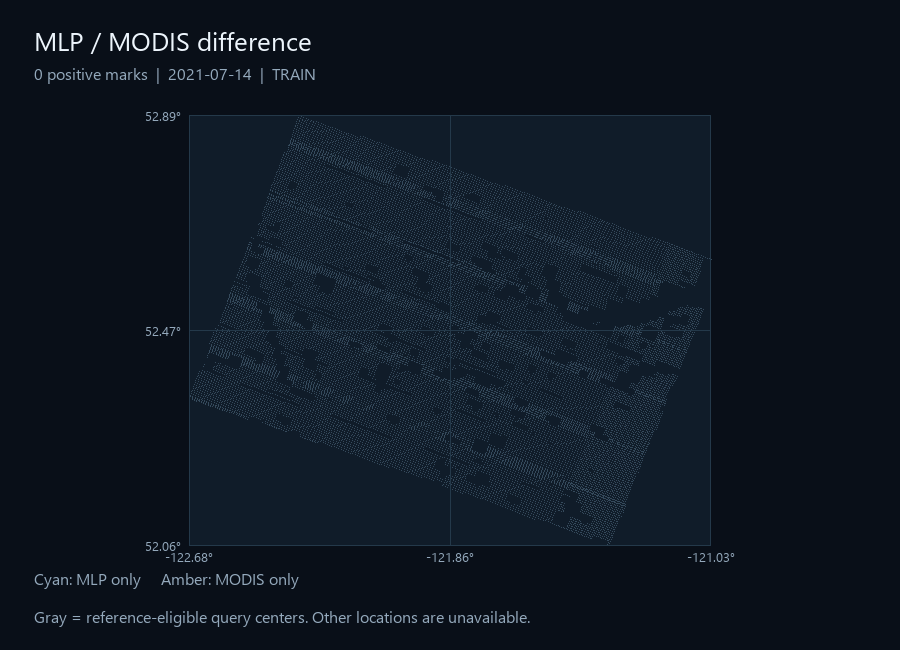 MLP / MODIS difference
0 positive marks | 2021-07-14 | TRAIN
52.89°
52.47°
52.06°
-122.68° -121.86° -121.03°
Cyan: MLP only Amber: MODIS only
Gray = reference-eligible query centers. Other locations are unavailable.